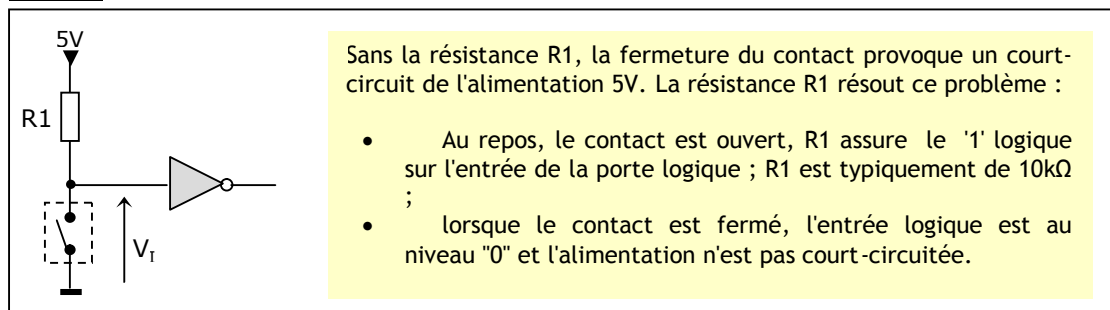 5V
R1
V_I
Sans la résistance R1, la fermeture du contact provoque un court-
circuit de l'alimentation 5V. La résistance R1 résout ce problème :
• Au repos, le contact est ouvert, R1 assure le '1' logique
sur l'entrée de la porte logique ; R1 est typiquement de 10kΩ
;
• lorsque le contact est fermé, l'entrée logique est au
niveau "0" et l'alimentation n'est pas court-circuitée.